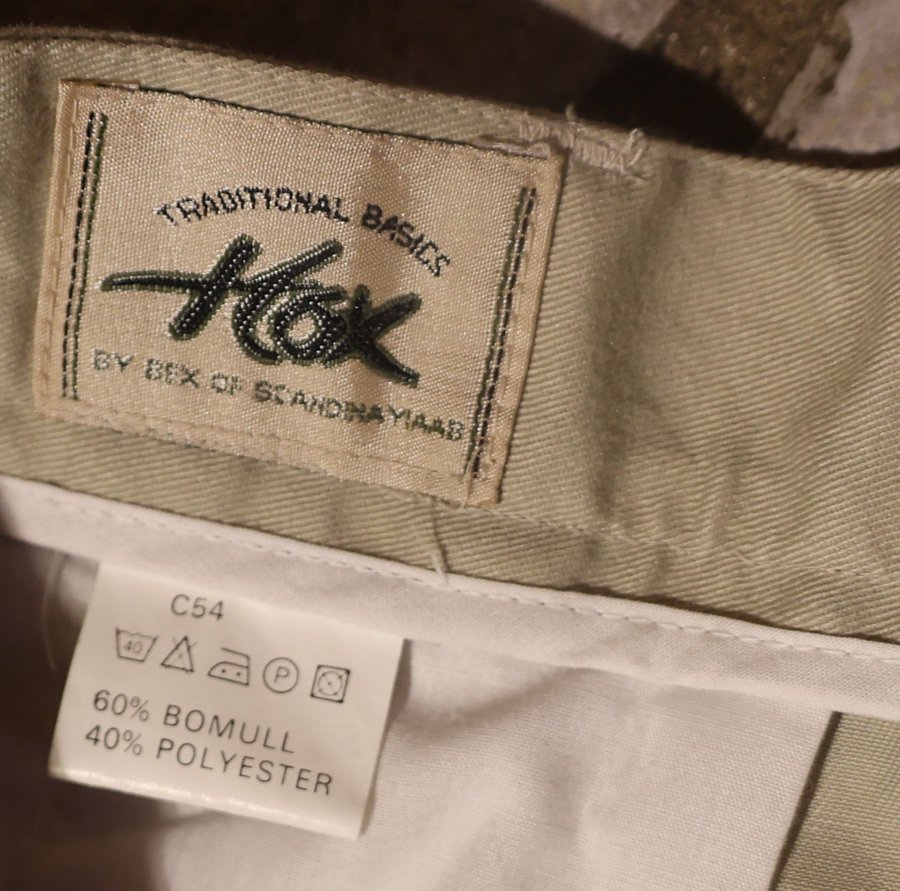 TRADITIONAL BASICS
Hox
BY BEX OF SCANDINAVIA AB
C54
40
P
60% BOMULL
40% POLYESTER